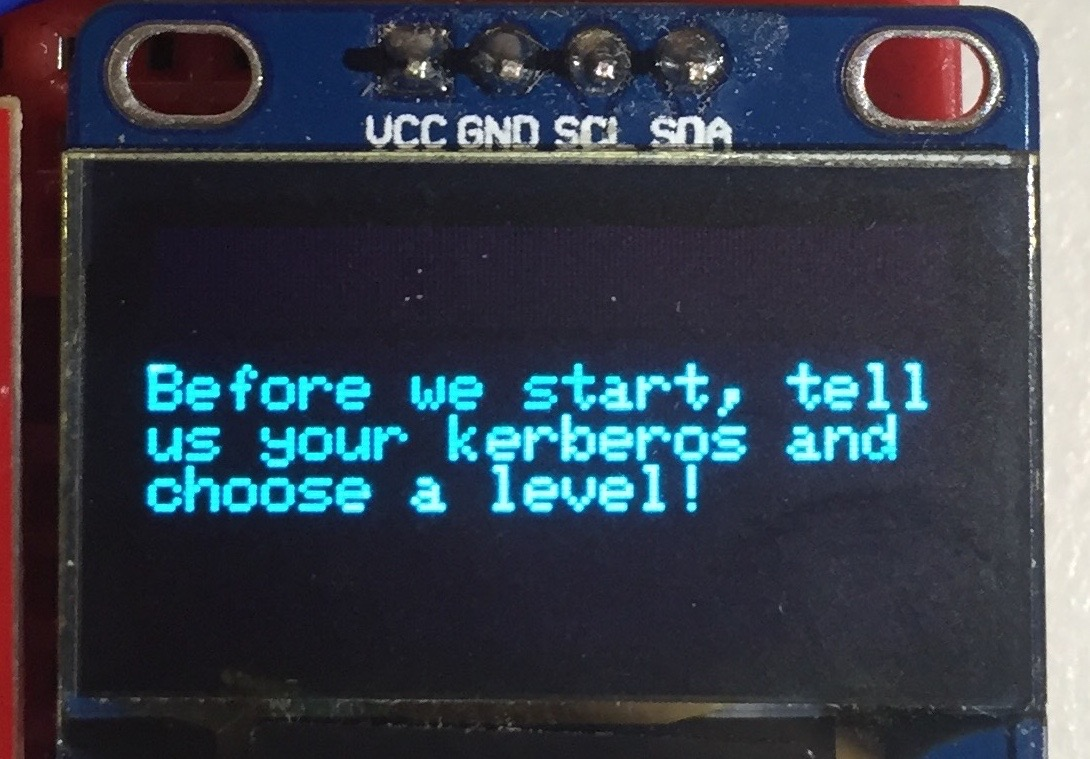 VCC GND SCL SDA
Before we start, tell
us your kerberos and
choose a level!